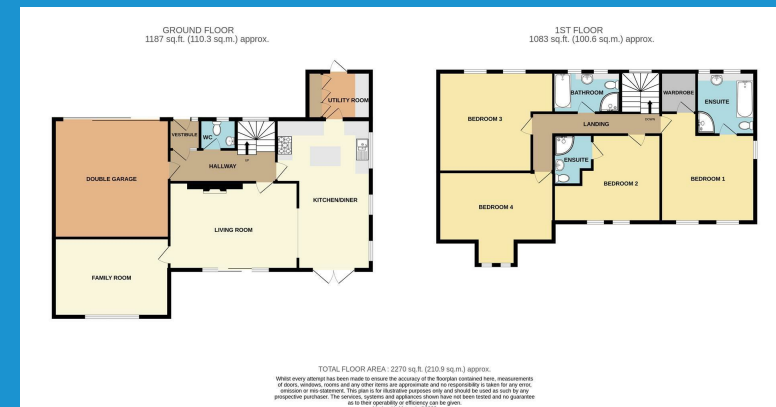 GROUND FLOOR
1187 sq.ft. (110.3 sq.m.) approx.
UTILITY ROOM
VESTIBULE
WC
UP
HALLWAY
DOUBLE GARAGE
KITCHEN/DINER
LIVING ROOM
FAMILY ROOM
1ST FLOOR
1083 sq.ft. (100.6 sq.m.) approx.
BATHROOM
WARDROBE
ENSUITE
BEDROOM 3
DOWN
LANDING
ENSUITE
BEDROOM 1
BEDROOM 2
BEDROOM 4
TOTAL FLOOR AREA : 2270 sq.ft. (210.9 sq.m.) approx.
Whilst every attempt has been made to ensure the accuracy of the floorplan contained here, measurements
of doors, windows, rooms and any other items are approximate and no responsibility is taken for any error,
omission or mis-statement. This plan is for illustrative purposes only and should be used as such by any
prospective purchaser. The services, systems and appliances shown have not been tested and no guarantee
as to their operability or efficiency can be given.